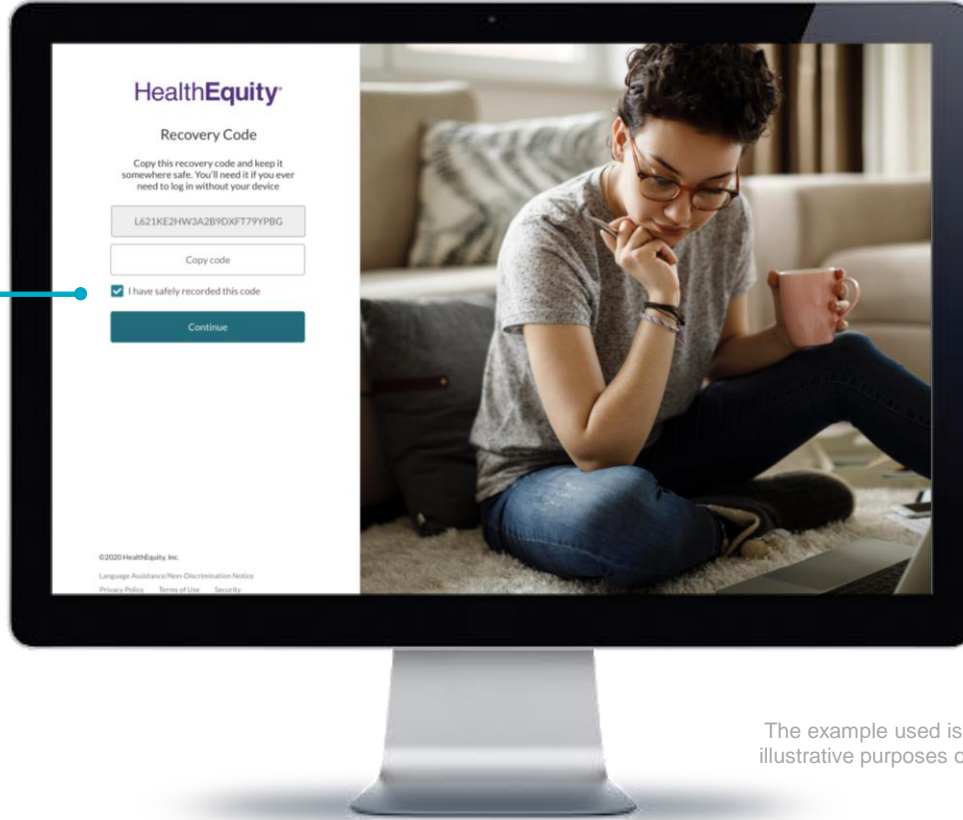 HealthEquity
Recovery Code
Copy this recovery code and keep it
somewhere safe. You'll need it if you ever
need to log in without your device
L621KE2HW3A2B9DXFT79YPBG
Copy code
I have safely recorded this code
Continue
©2020 HealthEquity, Inc.
Language Assistance/Non-Discrimination Notice
Privacy Policy Terms of Use Security
The example used is
illustrative purposes